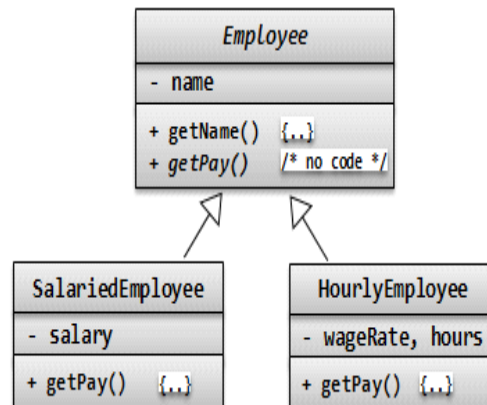 Employee
- name
+ getName() {..}
+ getPay() /* no code */
SalariedEmployee
- salary
+ getPay() {..}
HourlyEmployee
- wageRate, hours
+ getPay() {..}